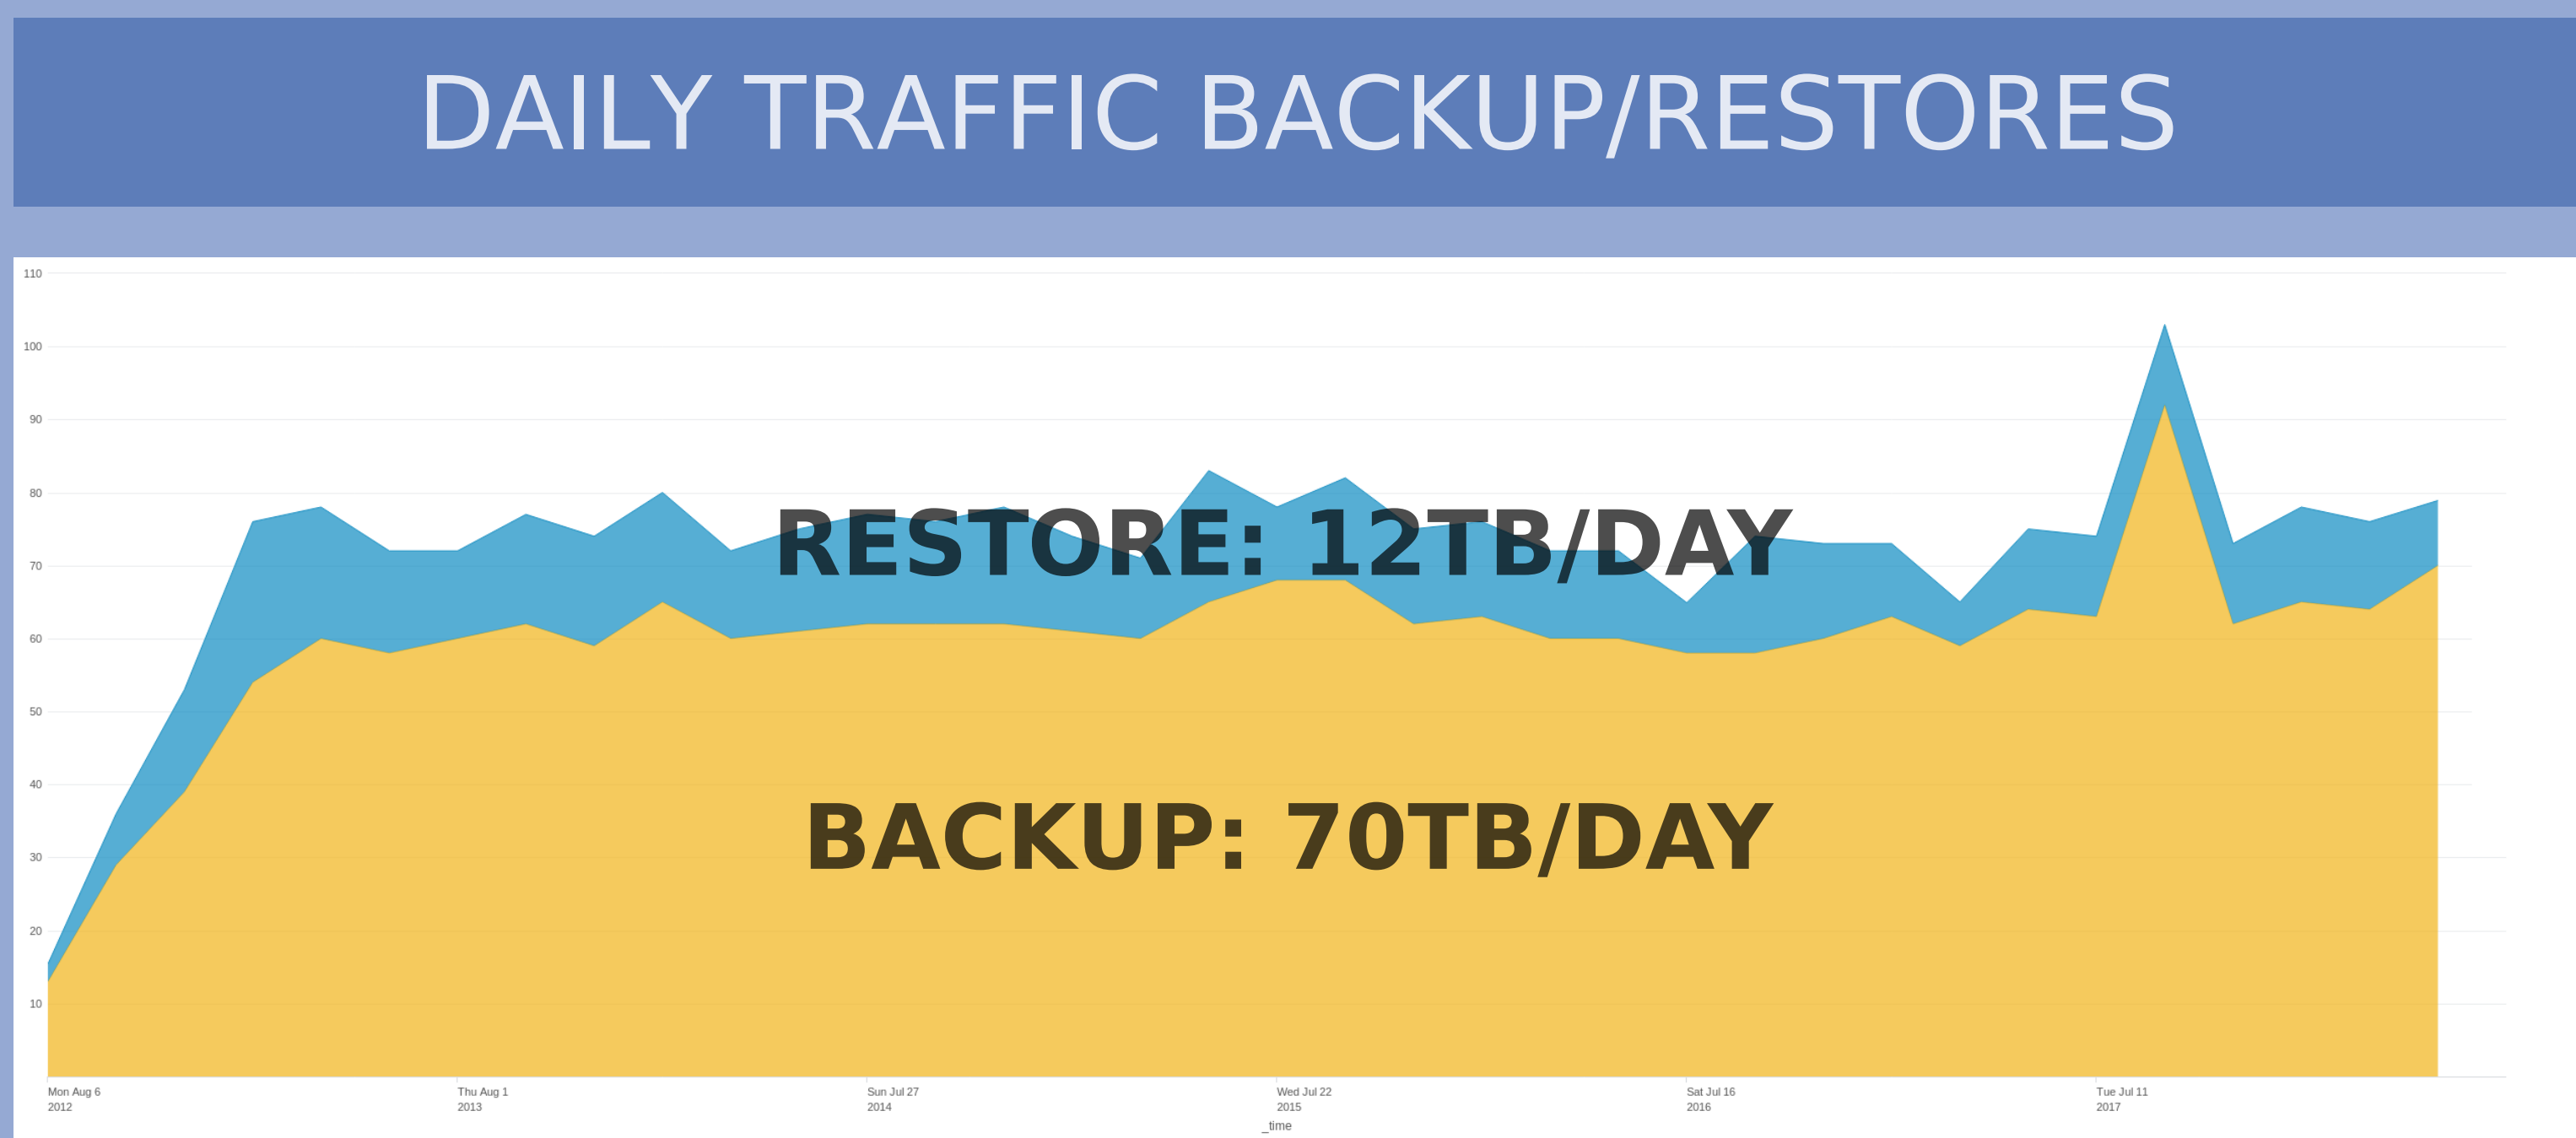 DAILY TRAFFIC BACKUP/RESTORES
110
100
90
80
RESTORE: 12TB/DAY
70
60
50
40
BACKUP: 70TB/DAY
30
20
10
Mon Aug 6 Thu Aug 1 Sun Jul 27 Wed Jul 22 Sat Jul 16 Tue Jul 11
2012 2013 2014 2015 2016 2017
_time